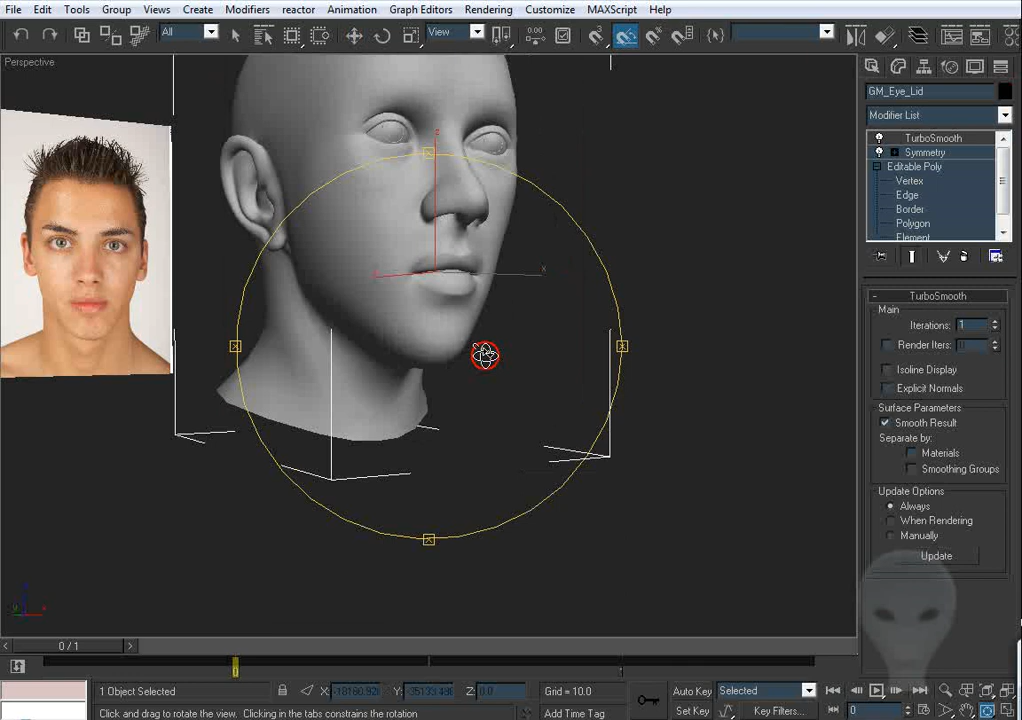 File Edit Tools Group Views Create Modifiers reactor Animation Graph Editors Rendering Customize MAXScript Help
All View
Perspective
GM_Eye_Lid
Modifier List
TurboSmooth
Symmetry
Editable Poly
Vertex
Edge
Border
Polygon
Element
TurboSmooth
Main
Iterations: 1
Render Iters:
Isoline Display
Explicit Normals
Surface Parameters
Smooth Result
Separate by:
Materials
Smoothing Groups
Update Options
Always
When Rendering
Manually
Update
x
z
0 / 1
1 Object Selected X: Y: Z: 0.0 Grid = 10.0 Auto Key Selected
Click and drag to rotate the view. Clicking in the tabs constrains the rotation Add Time Tag Set Key Key Filters... 0